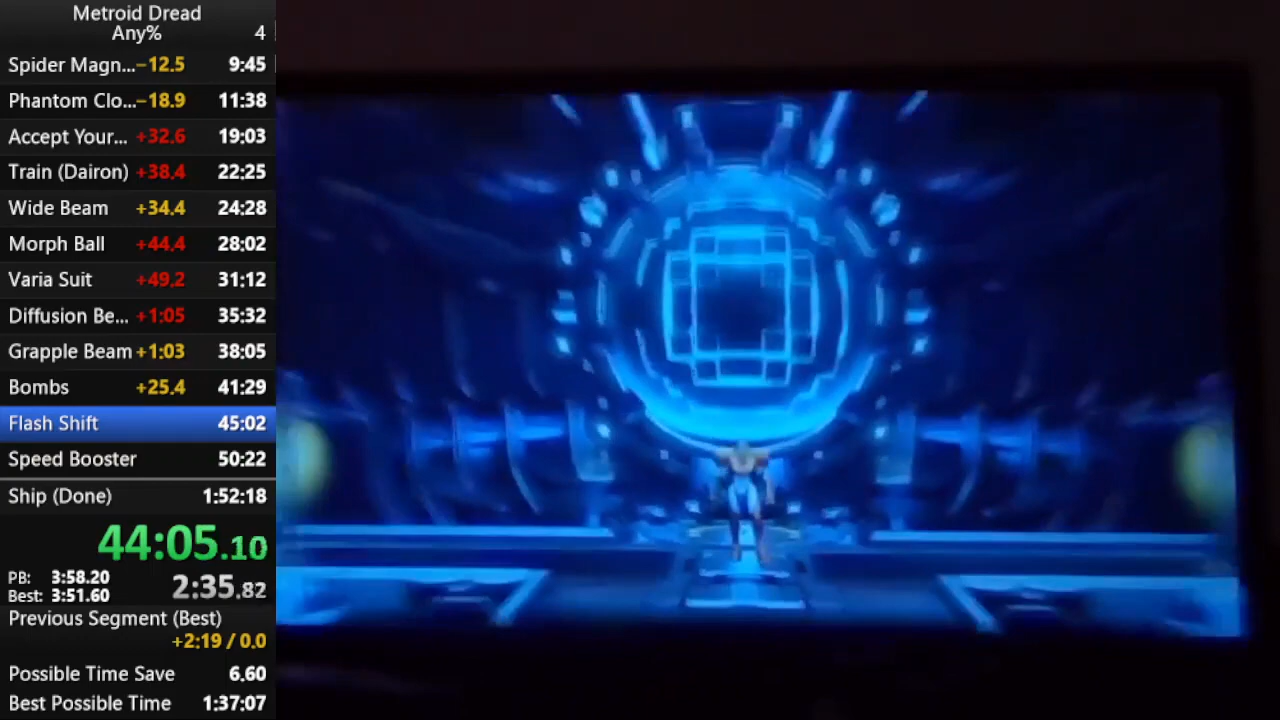 Metroid Dread
Any% 4
Spider Magn... −12.5 9:45
Phantom Clo... −18.9 11:38
Accept Your... +32.6 19:03
Train (Dairon) +38.4 22:25
Wide Beam +34.4 24:28
Morph Ball +44.4 28:02
Varia Suit +49.2 31:12
Diffusion Be... +1:05 35:32
Grapple Beam +1:03 38:05
Bombs +25.4 41:29
Flash Shift 45:02
Speed Booster 50:22
Ship (Done) 1:52:18
44:05.10
PB: 3:58.20
Best: 3:51.60 2:35.82
Previous Segment (Best)
+2:19 / 0.0
Possible Time Save 6.60
Best Possible Time 1:37:07